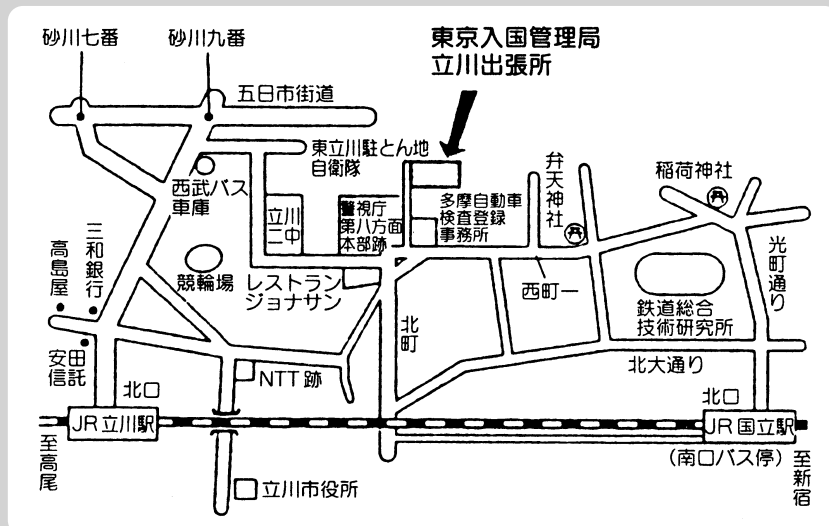 砂川七番
砂川九番
東京入国管理局
立川出張所
五日市街道
東立川駐とん地
自衛隊
西武バス
車庫
立川
二中
警視庁
第八方面
本部跡
多摩自動車
検査登録
事務所
弁天神社
稲荷神社
光町通り
三和銀行
高島屋
競輪場
レストラン
ジョナサン
西町一
鉄道総合
技術研究所
北町
安田
信託
NTT跡
北大通り
北口
北口
JR立川駅
JR国立駅
至高尾
(南口バス停)
至新宿
立川市役所